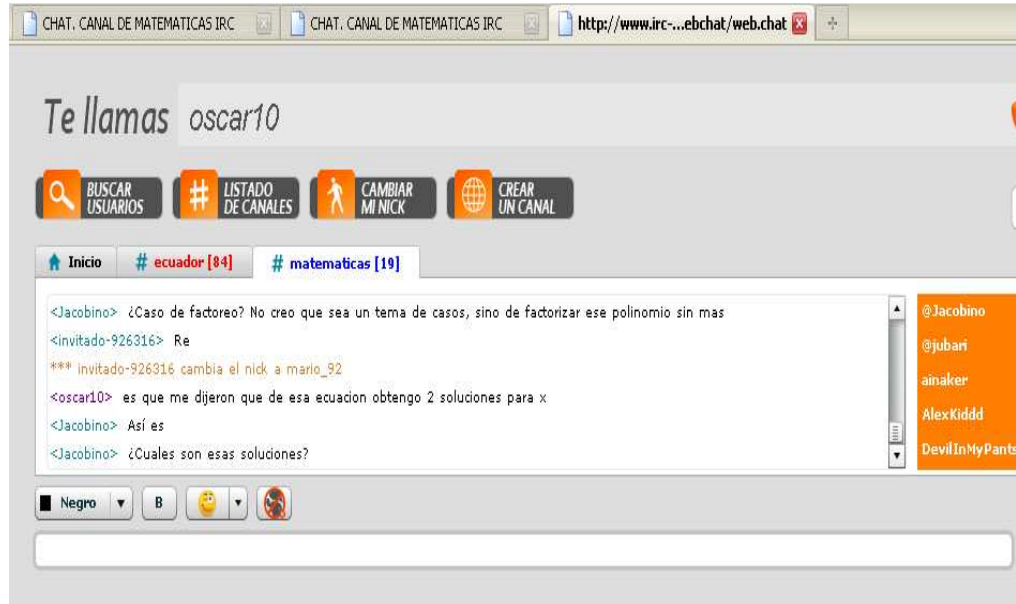 CHAT. CANAL DE MATEMATICAS IRC
CHAT. CANAL DE MATEMATICAS IRC
http://www.irc-...ebchat/web.chat
Te llamas oscar10
BUSCAR USUARIOS
LISTADO DE CANALES
CAMBIAR MI NICK
CREAR UN CANAL
Inicio
# ecuador [84]
# matematicas [19]
<Jacobino> ¿Caso de factoreo? No creo que sea un tema de casos, sino de factorizar ese polinomio sin mas
<invitado-926316> Re
*** invitado-926316 cambia el nick a mario_92
<oscar10> es que me dijeron que de esa ecuacion obtengo 2 soluciones para x
<Jacobino> Así es
<Jacobino> ¿Cuales son esas soluciones?
@Jacobino
@jubari
ainaker
AlexKiddd
DevilInMyPants
Negro
B